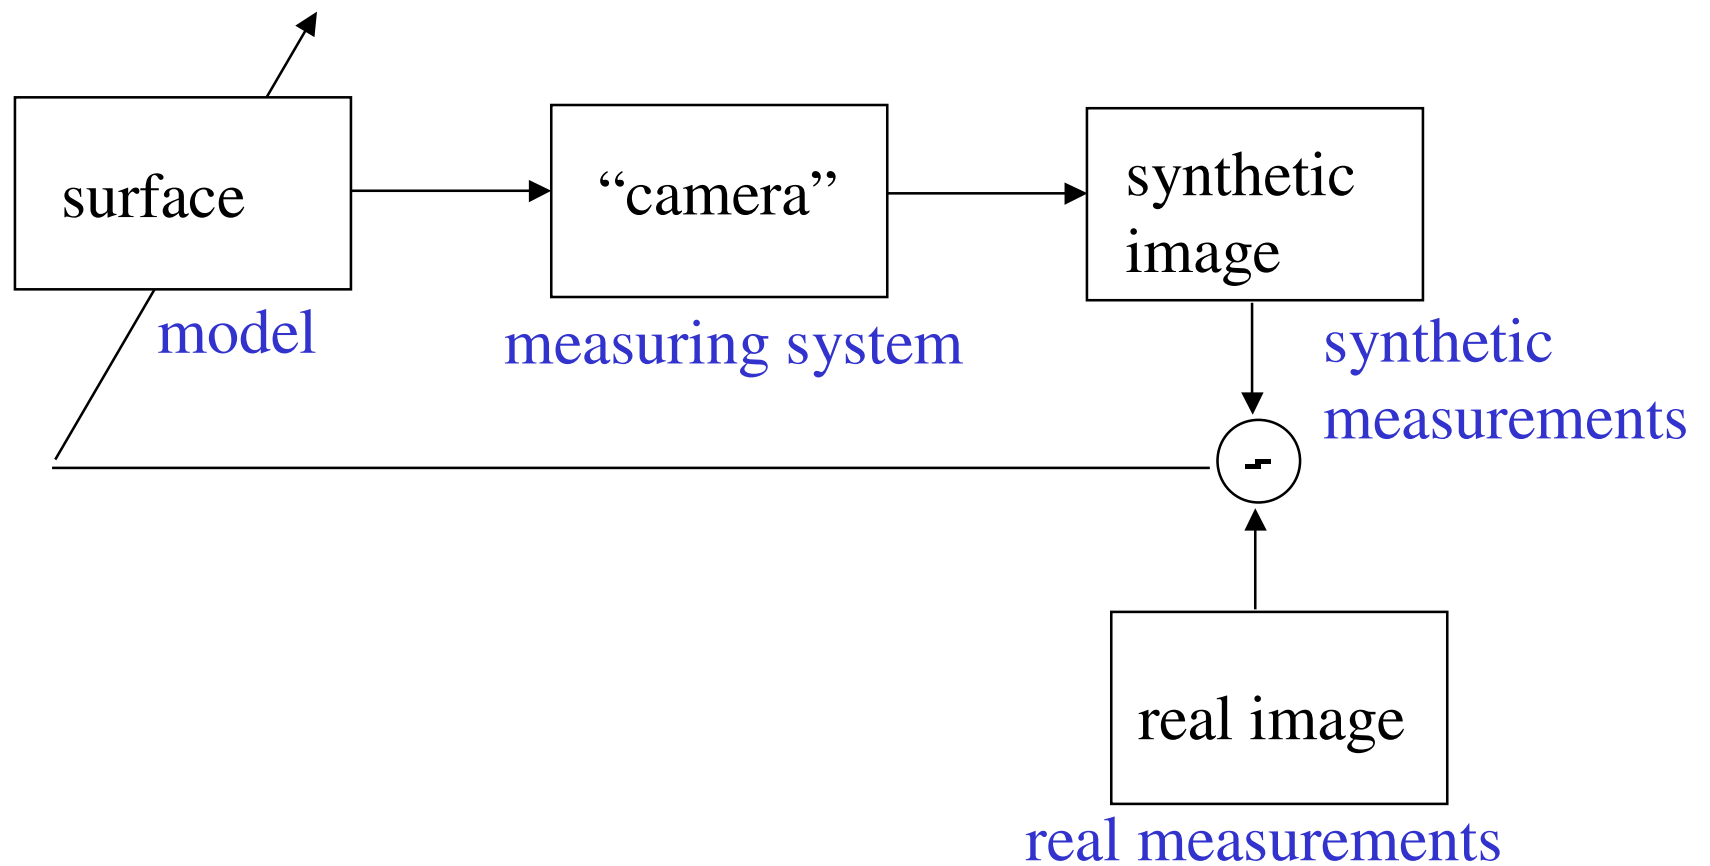 surface
“camera”
synthetic
image
model
measuring system
synthetic
measurements
-
real image
real measurements